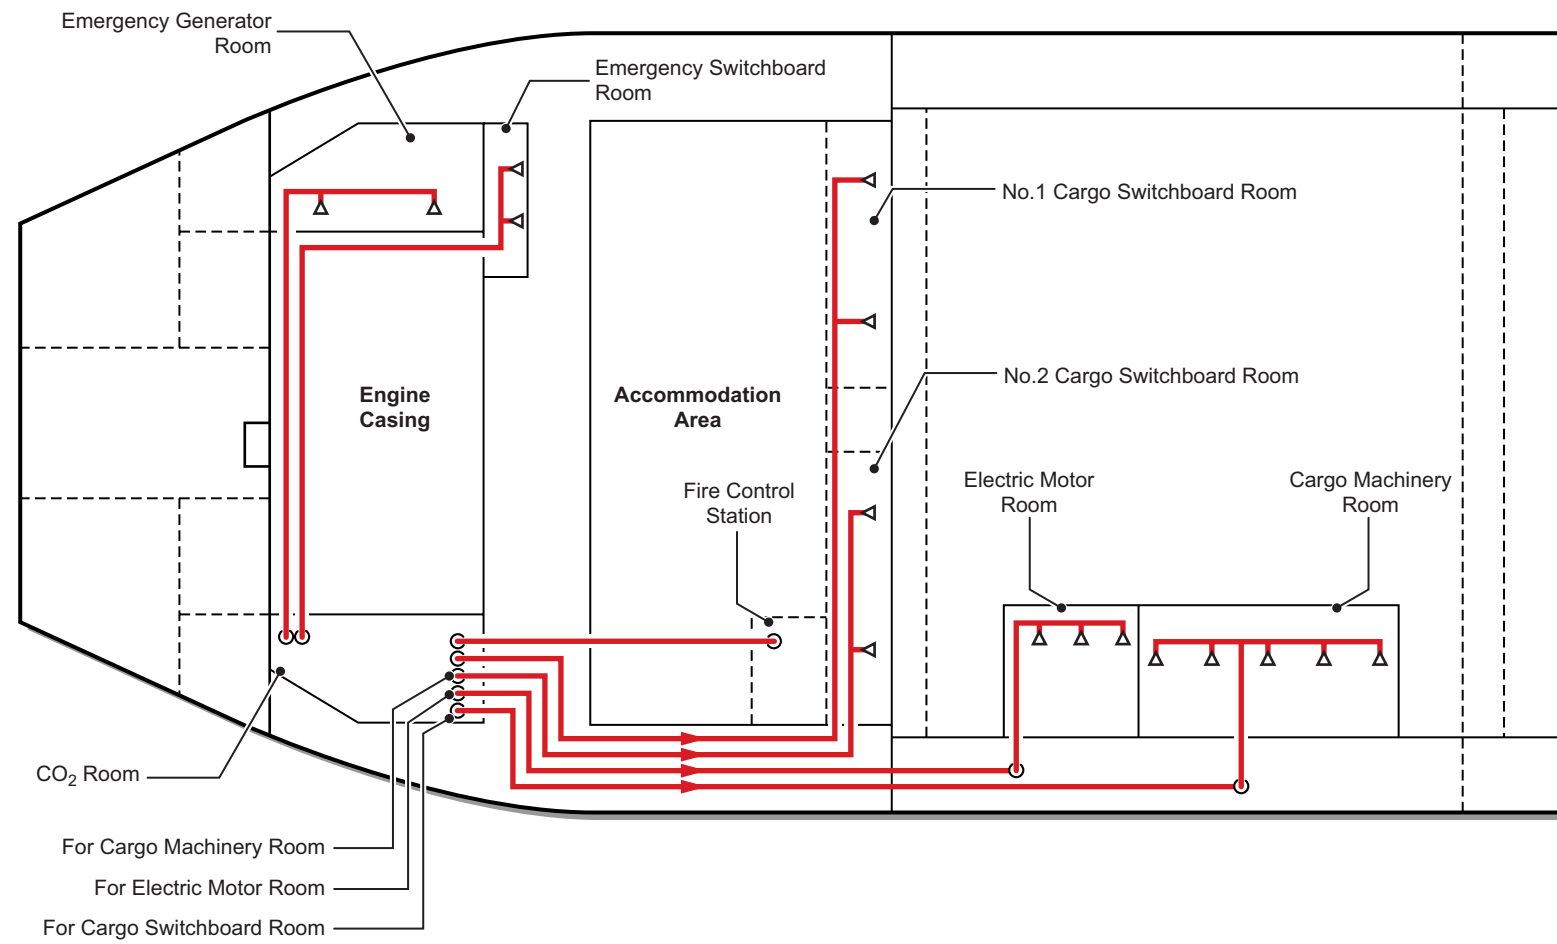 Emergency Generator
Room
Emergency Switchboard
Room
No.1 Cargo Switchboard Room
No.2 Cargo Switchboard Room
Engine
Casing
Accommodation
Area
Fire Control
Station
Electric Motor
Room
Cargo Machinery
Room
CO₂ Room
For Cargo Machinery Room
For Electric Motor Room
For Cargo Switchboard Room